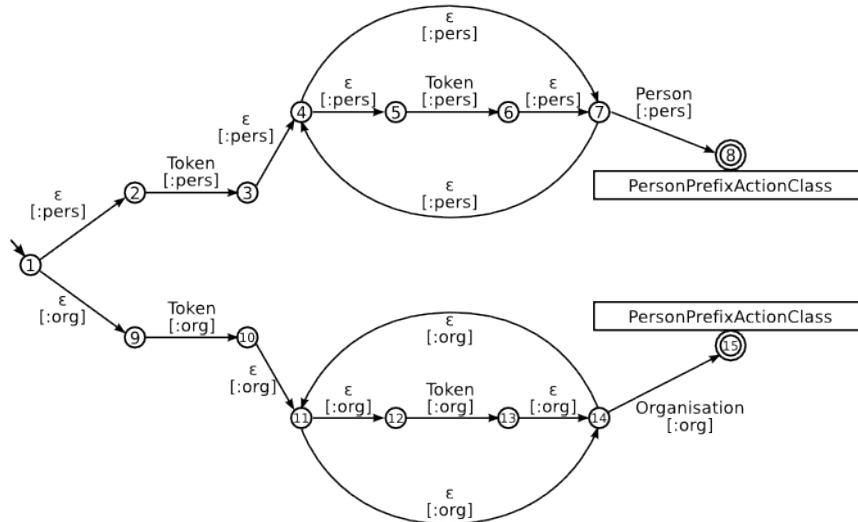 ε
[:pers]
ε
[:pers]
Token
[:pers]
ε
[:pers]
Person
[:pers]
4
5
6
7
ε
[:pers]
8
Token
[:pers]
PersonPrefixActionClass
2
3
ε
[:pers]
ε
[:pers]
1
ε
[:org]
Token
[:org]
PersonPrefixActionClass
9
10
ε
[:org]
15
ε
[:org]
ε
[:org]
Token
[:org]
ε
[:org]
11
12
13
14
Organisation
[:org]
ε
[:org]